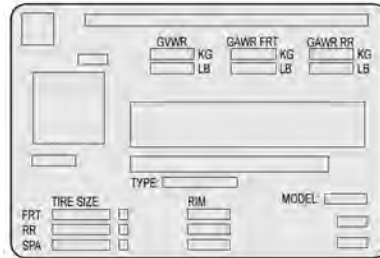 GVWR GAWR FRT GAWR RR
KG KG KG
LB LB LB
TYPE:
TIRE SIZE RIM MODEL:
FRT
RR
SPA